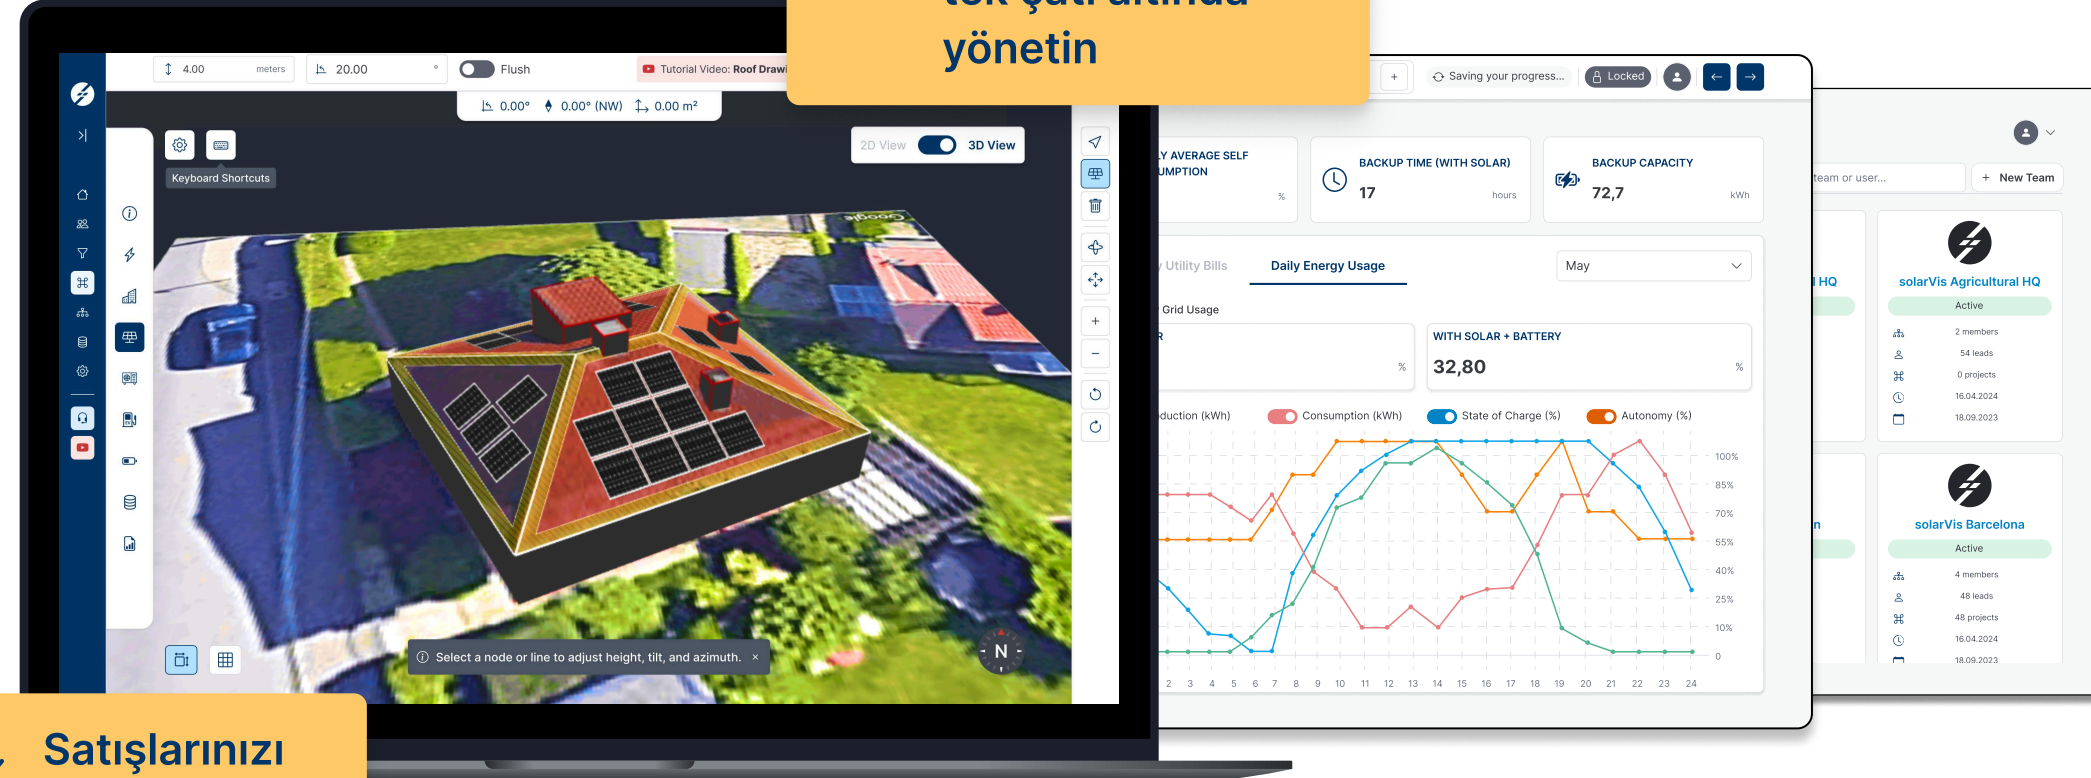 tek çatı altında
yönetin
4.00 meters
20.00 °
Flush
Tutorial Video: Roof Drawi
0.00° 0.00° (NW) 0.00 m²
2D View 3D View
Keyboard Shortcuts
Google
Select a node or line to adjust height, tilt, and azimuth. ×
N
Satışlarınızı
+ Saving your progress... Locked
LY AVERAGE SELF
UMPTION
%
BACKUP TIME (WITH SOLAR)
17 hours
BACKUP CAPACITY
72,7 kWh
y Utility Bills
Daily Energy Usage
May
Grid Usage
R
%
WITH SOLAR + BATTERY
32,80 %
duction (kWh) Consumption (kWh) State of Charge (%) Autonomy (%)
100%
85%
70%
55%
40%
25%
10%
0
2 3 4 5 6 7 8 9 10 11 12 13 14 15 16 17 18 19 20 21 22 23 24
team or user...
+ New Team
HQ
solarVis Agricultural HQ
Active
2 members
54 leads
0 projects
16.04.2024
18.09.2023
n
solarVis Barcelona
Active
4 members
48 leads
48 projects
16.04.2024
18.09.2023